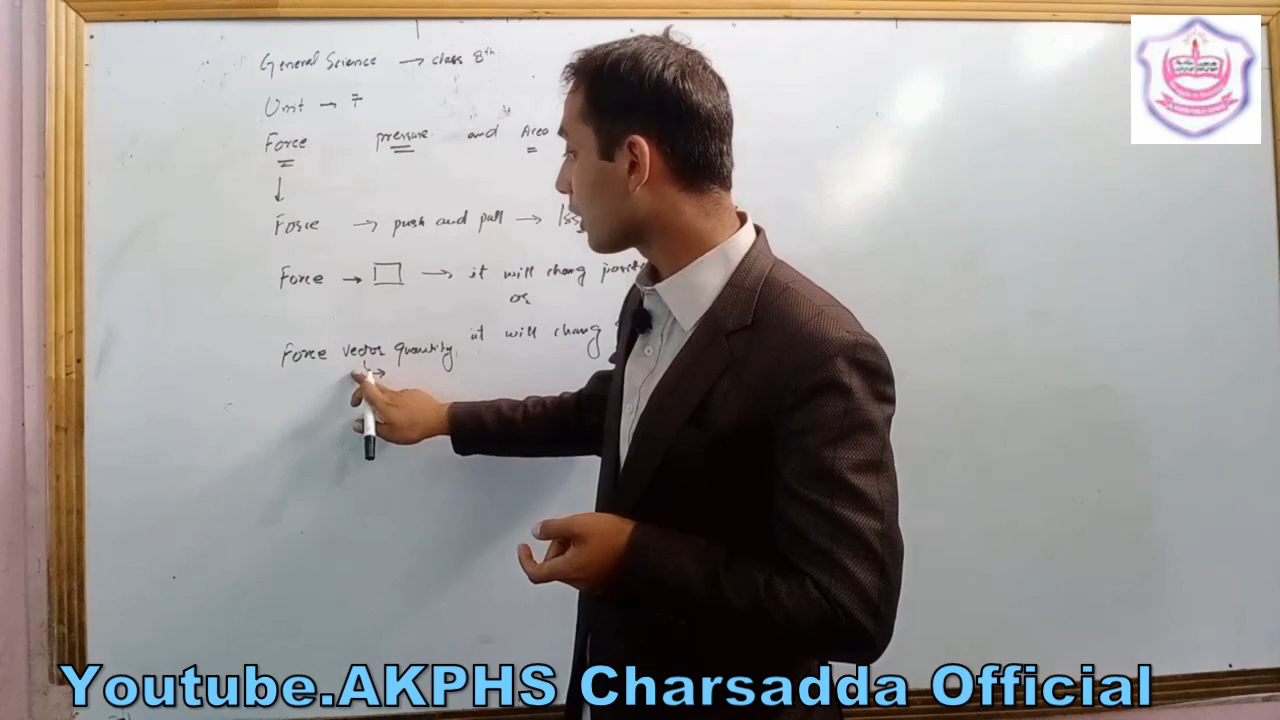 General Science → class 8th
Unit → 7
Force pressure and Area
Force → push and pull →
Force → □ → it will chang
or
it will chang
Force vector quantity
Youtube.AKPHS Charsadda Official